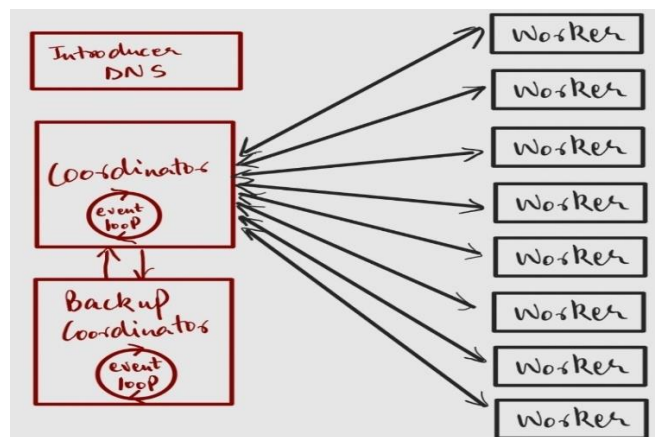 Introducer
DNS
Coordinator
event
loop
Backup
Coordinator
event
loop
Worker
Worker
Worker
Worker
Worker
Worker
Worker
Worker